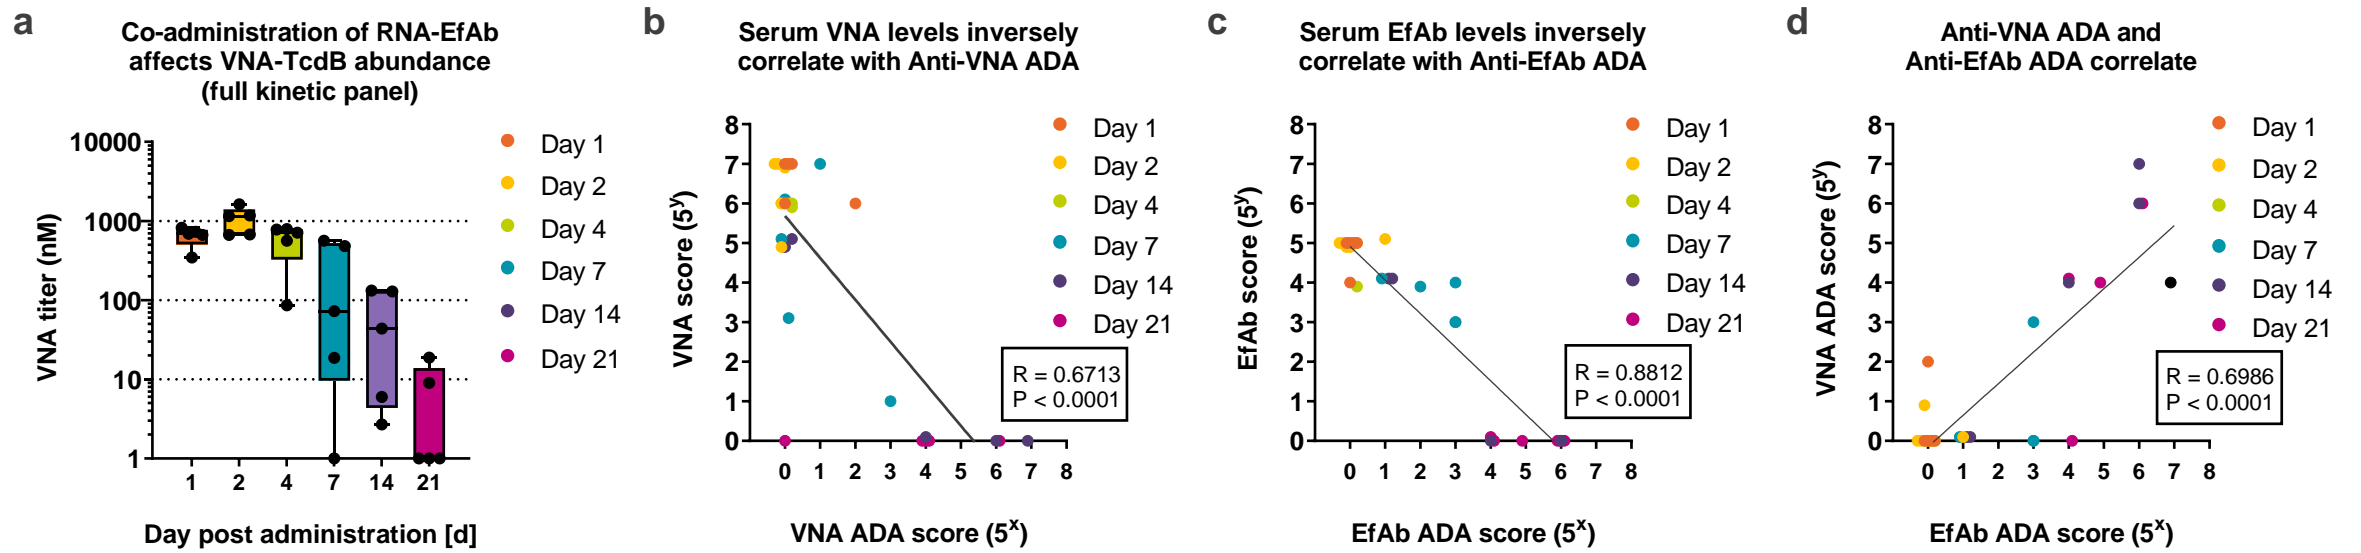 a
Co-administration of RNA-EfAb
affects VNA-TcdB abundance
(full kinetic panel)
VNA titer (nM)
10000
1000
100
10
1
1 2 4 7 14 21
Day post administration [d]
Day 1
Day 2
Day 4
Day 7
Day 14
Day 21
b
Serum VNA levels inversely
correlate with Anti-VNA ADA
VNA score (5^y)
8
7
6
5
4
3
2
1
0
0 1 2 3 4 5 6 7 8
VNA ADA score (5^x)
Day 1
Day 2
Day 4
Day 7
Day 14
Day 21
R = 0.6713
P < 0.0001
c
Serum EfAb levels inversely
correlate with Anti-EfAb ADA
EfAb score (5^y)
8
7
6
5
4
3
2
1
0
0 1 2 3 4 5 6 7 8
EfAb ADA score (5^x)
Day 1
Day 2
Day 4
Day 7
Day 14
Day 21
R = 0.8812
P < 0.0001
d
Anti-VNA ADA and
Anti-EfAb ADA correlate
VNA ADA score (5^y)
8
7
6
5
4
3
2
1
0
0 1 2 3 4 5 6 7 8
EfAb ADA score (5^x)
Day 1
Day 2
Day 4
Day 7
Day 14
Day 21
R = 0.6986
P < 0.0001